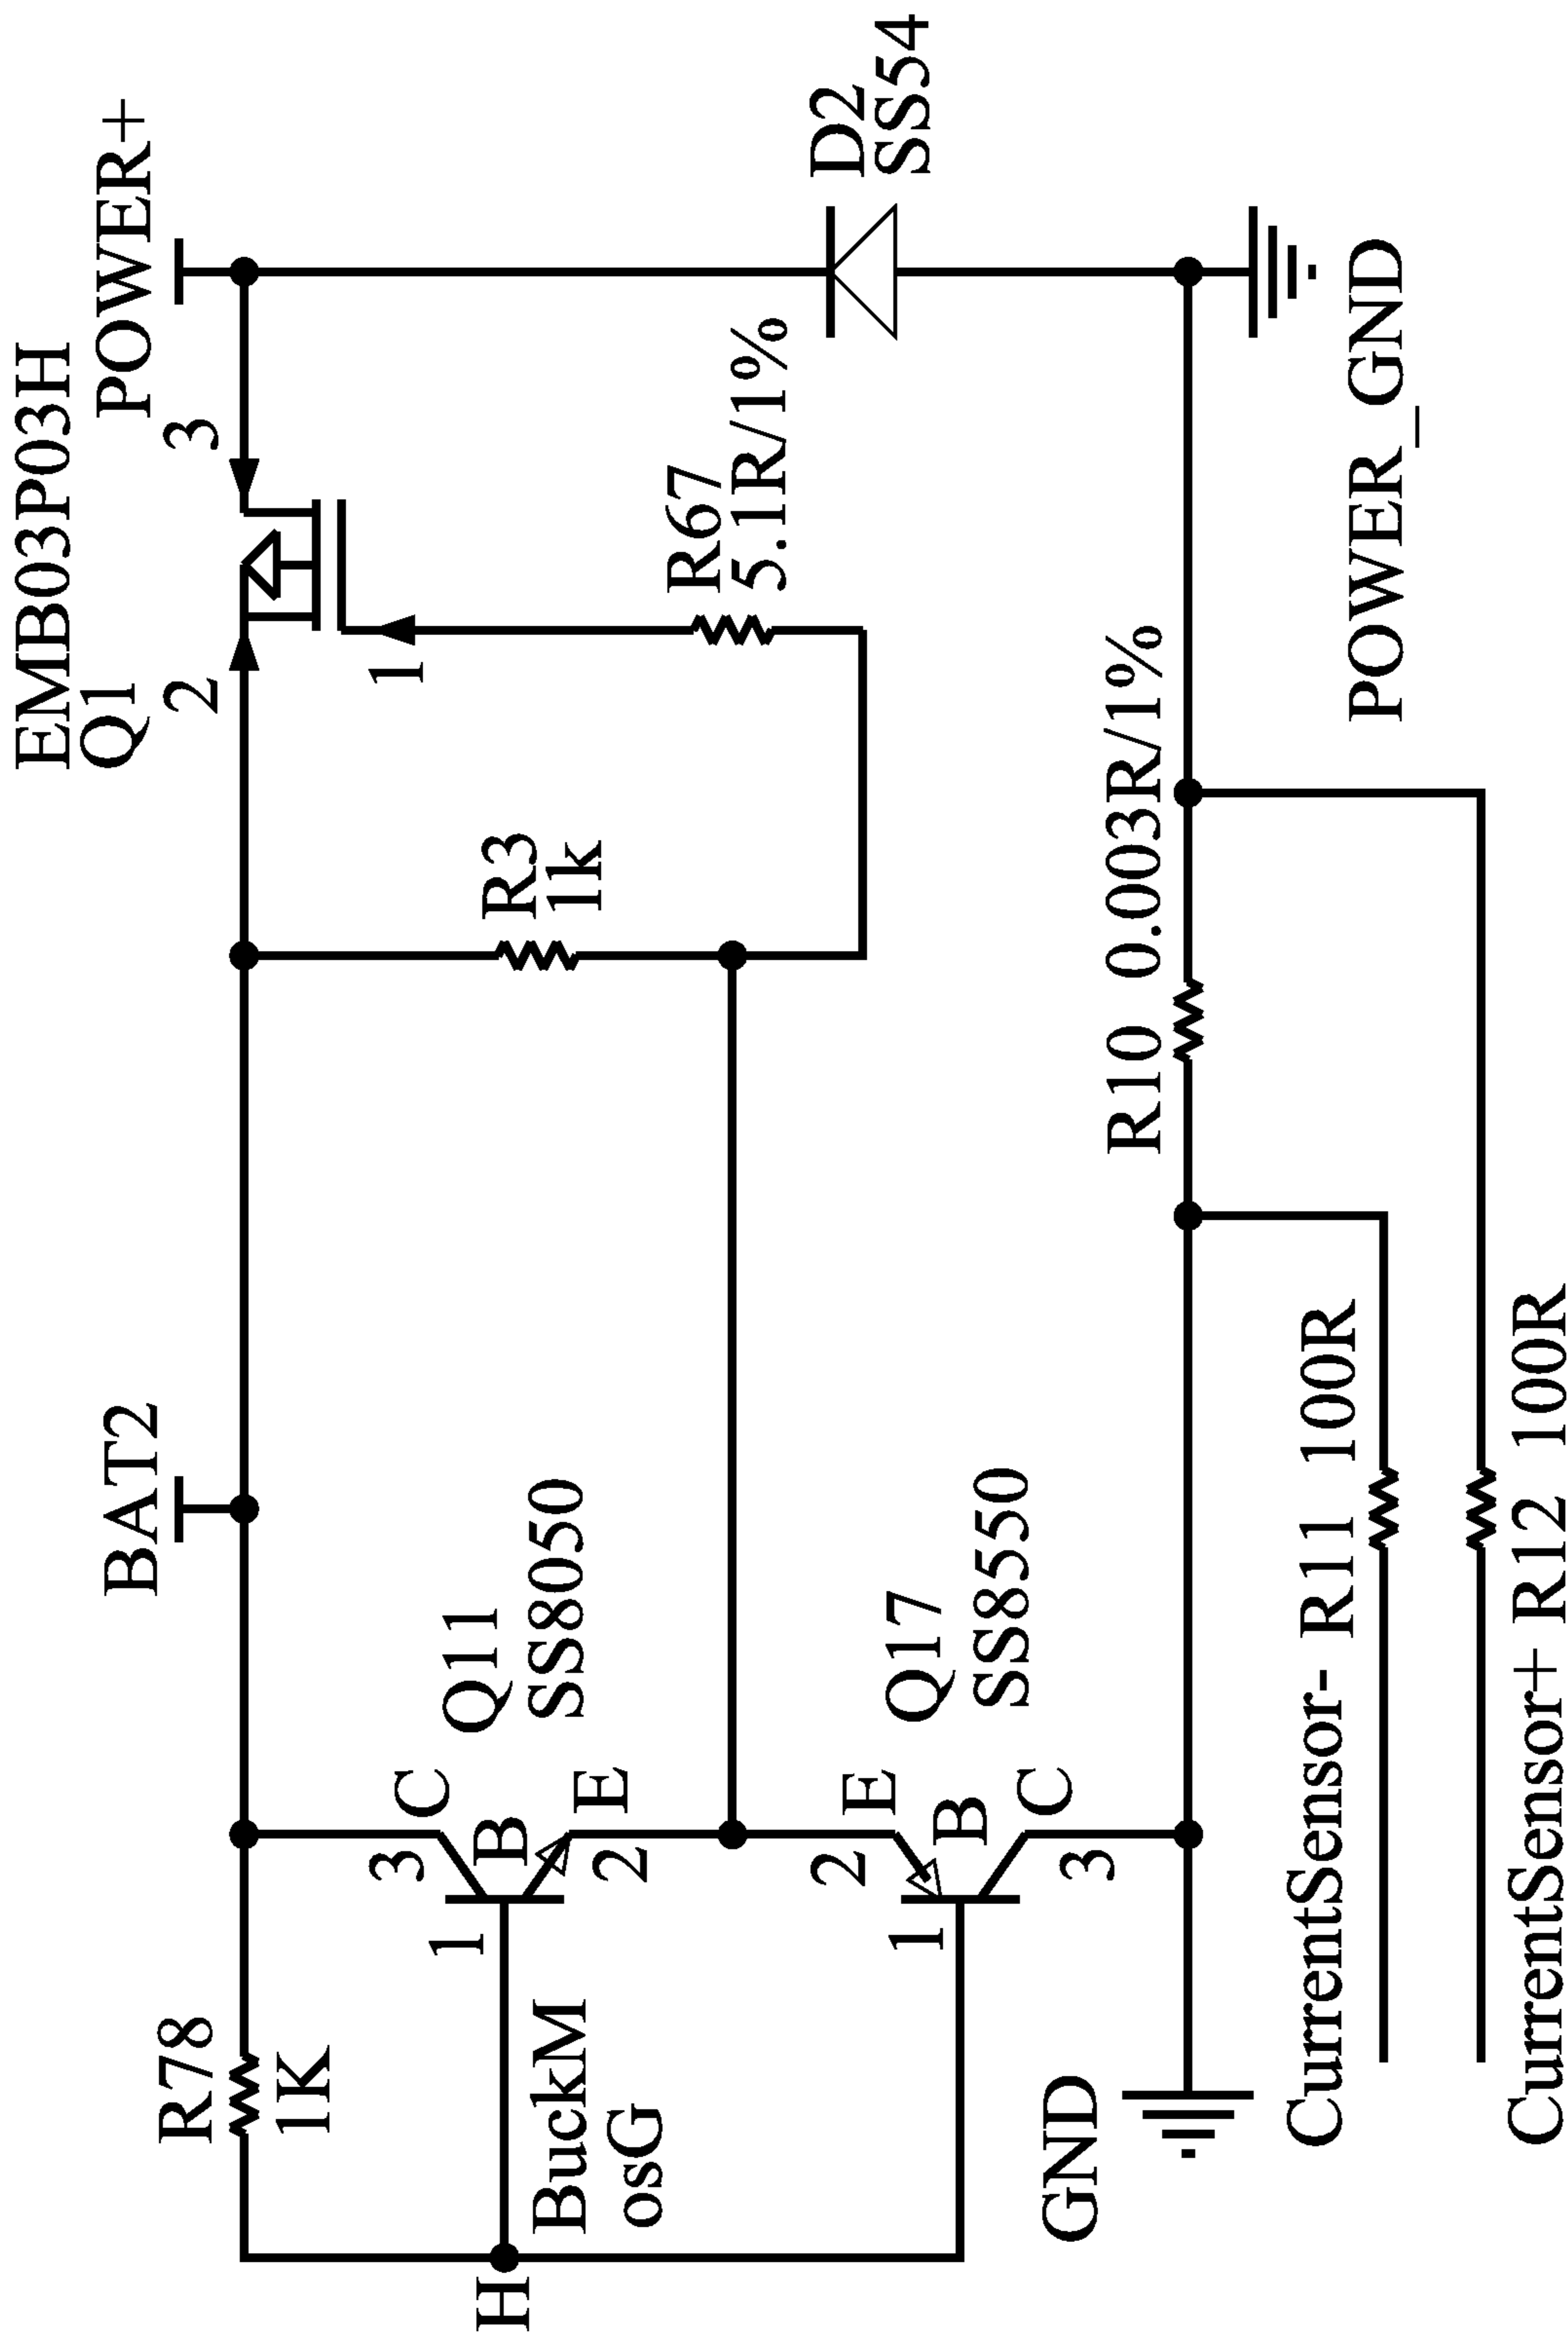 EMB03P03H
Q1
POWER+
BAT2
2
3
1
R78
1K
R3
1k
R67
5.1R/1%
D2
SS54
Q11
SS8050
3
C
B
1
E
2
H
BuckM
osG
Q17
SS8550
2
E
B
1
C
3
GND
R10 0.003R/1%
POWER_GND
CurrentSensor- R11 100R
CurrentSensor+ R12 100R